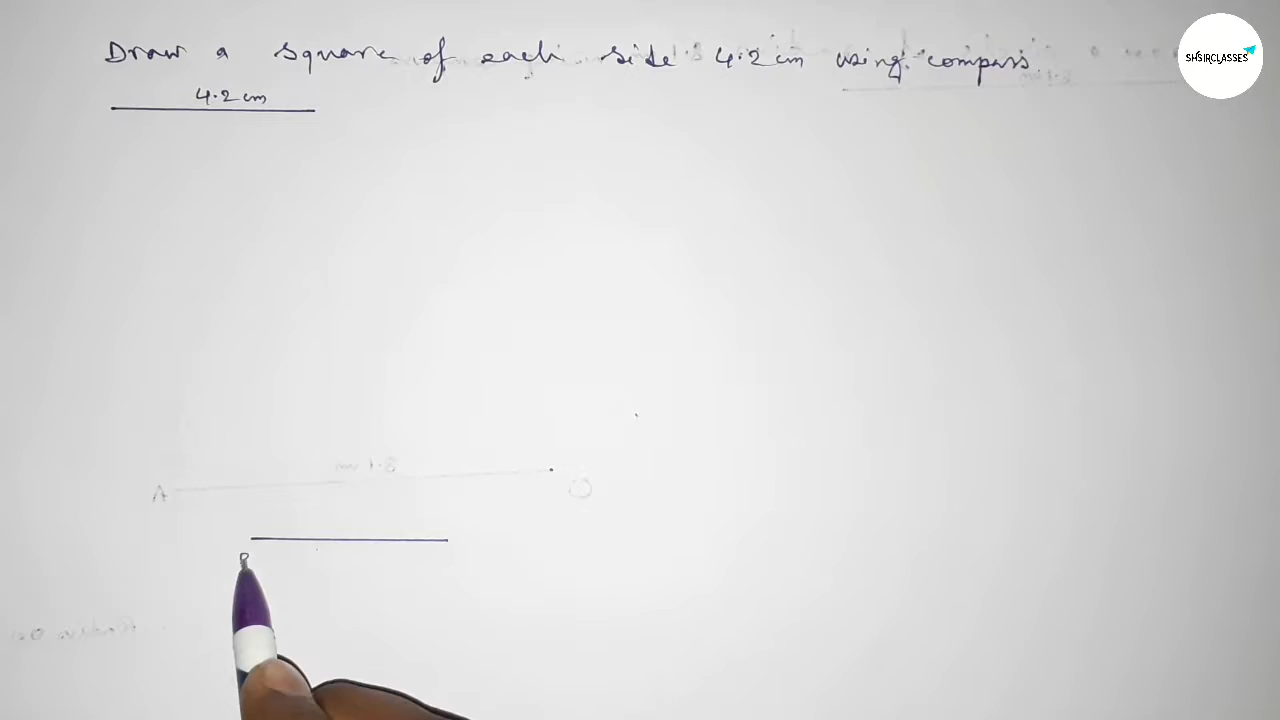 Draw a square of each side 4.2 cm using compass.
SHSIRCLASSES
4.2 cm
A